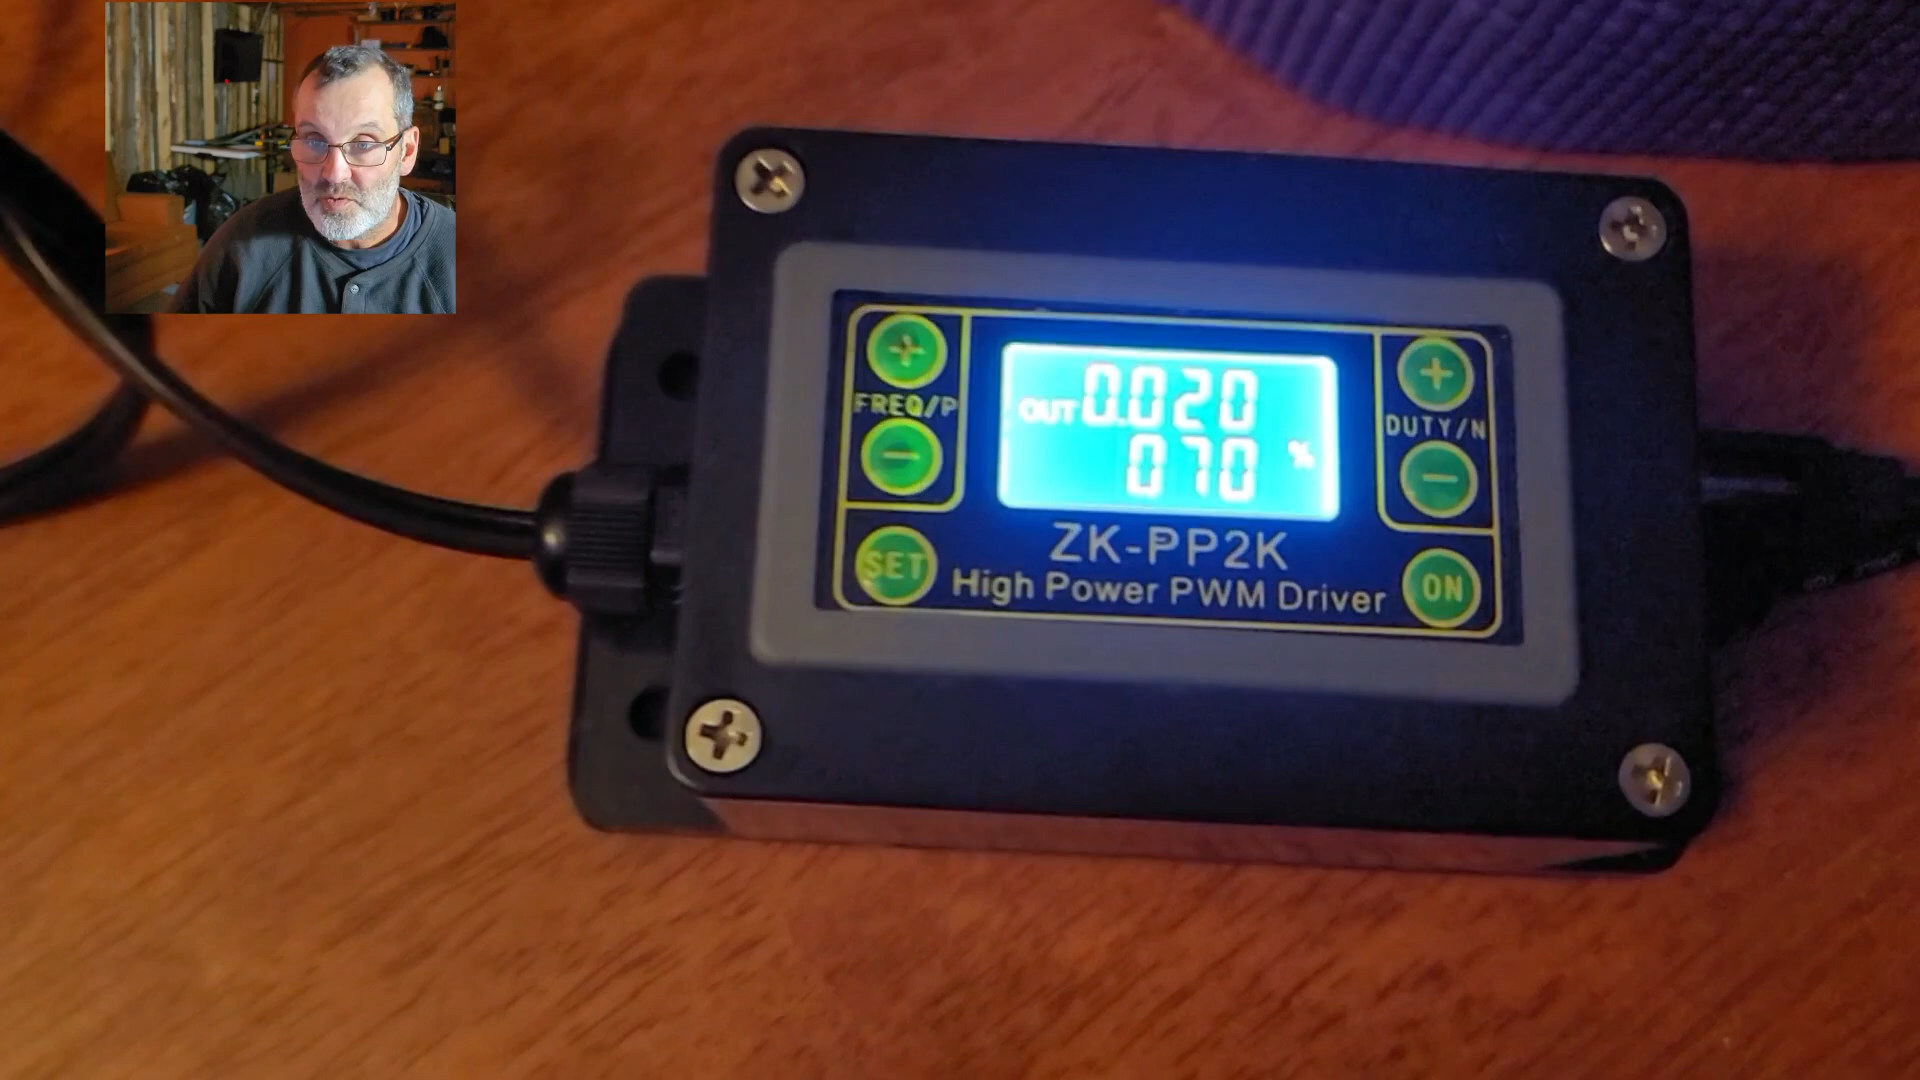 +
FREQ/P
-
SET
OUT 0.020
070 %
ZK-PP2K
High Power PWM Driver
+
DUTY/N
-
ON